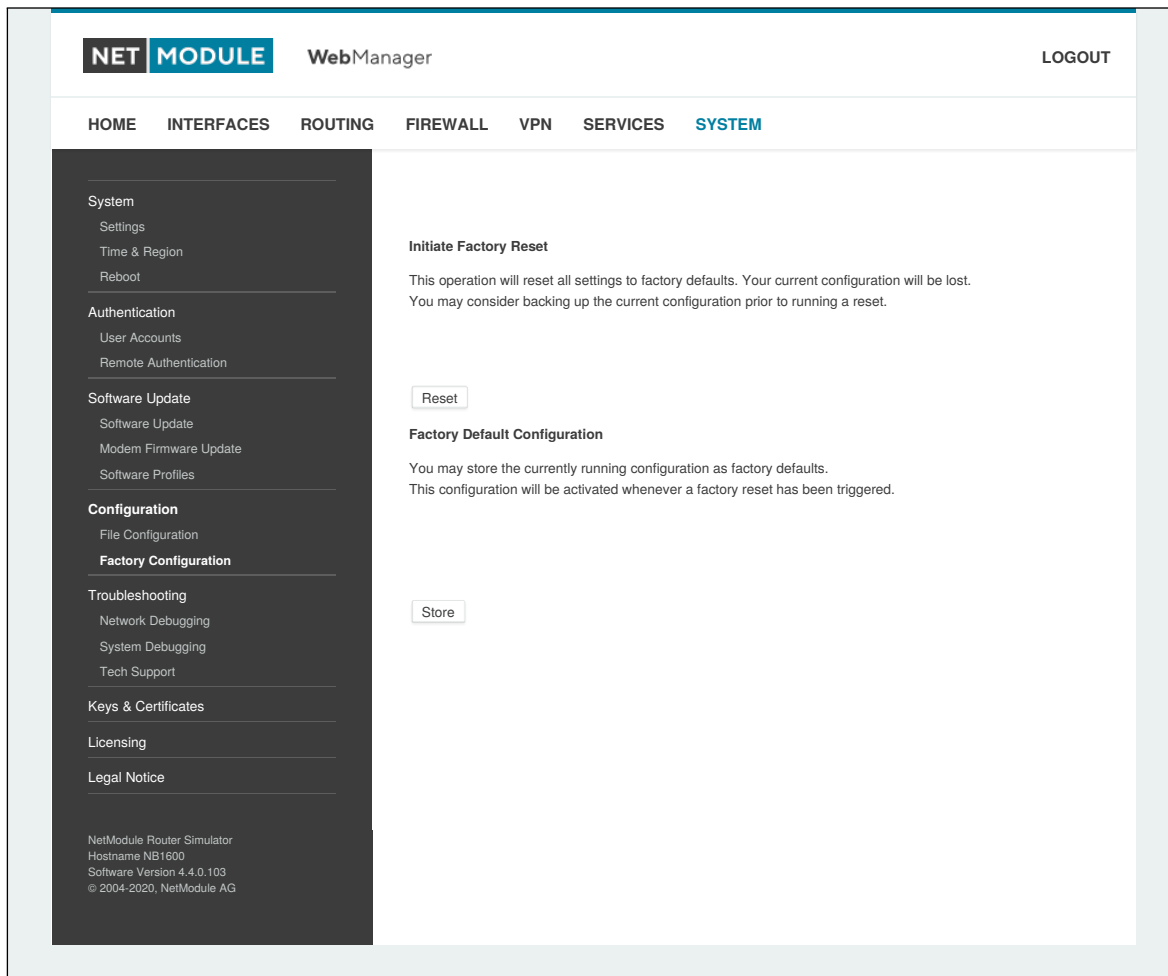 NET MODULE WebManager LOGOUT
HOME INTERFACES ROUTING FIREWALL VPN SERVICES SYSTEM
System
Settings
Time & Region
Reboot
Authentication
User Accounts
Remote Authentication
Software Update
Software Update
Modem Firmware Update
Software Profiles
Configuration
File Configuration
Factory Configuration
Troubleshooting
Network Debugging
System Debugging
Tech Support
Keys & Certificates
Licensing
Legal Notice
NetModule Router Simulator
Hostname NB1600
Software Version 4.4.0.103
© 2004-2020, NetModule AG
Initiate Factory Reset
This operation will reset all settings to factory defaults. Your current configuration will be lost.
You may consider backing up the current configuration prior to running a reset.
Reset
Factory Default Configuration
You may store the currently running configuration as factory defaults.
This configuration will be activated whenever a factory reset has been triggered.
Store